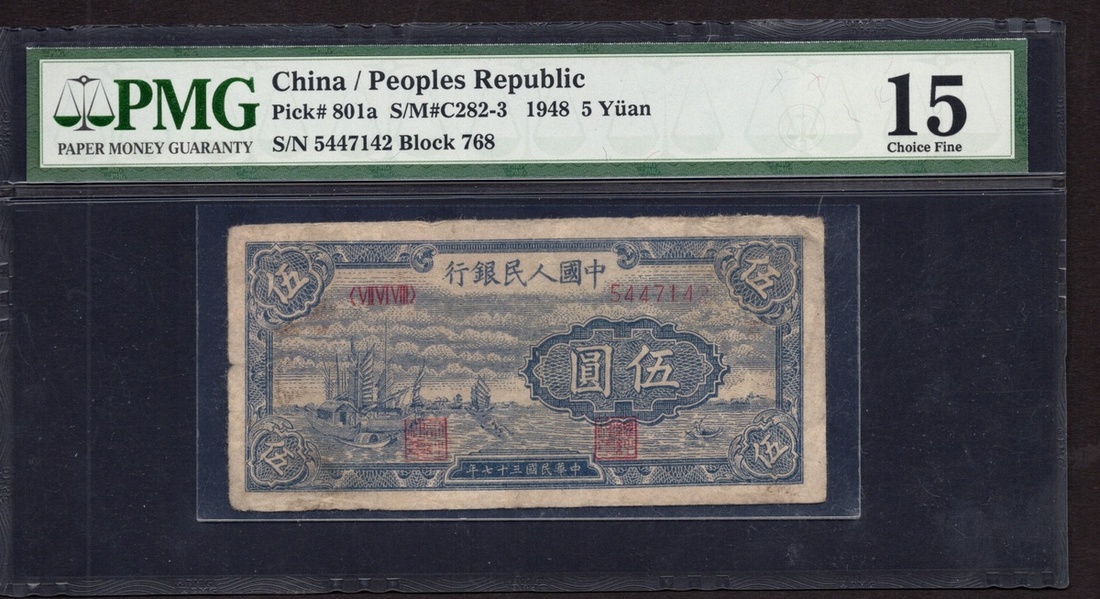 PMG
PAPER MONEY GUARANTY
China / Peoples Republic
Pick# 801a S/M#C282-3 1948 5 Yüan
S/N 5447142 Block 768
15
Choice Fine
伍
行銀民人國中
伍
〈VIIVIVIII〉
5447142
圓伍
伍
年七十三國民華中
伍